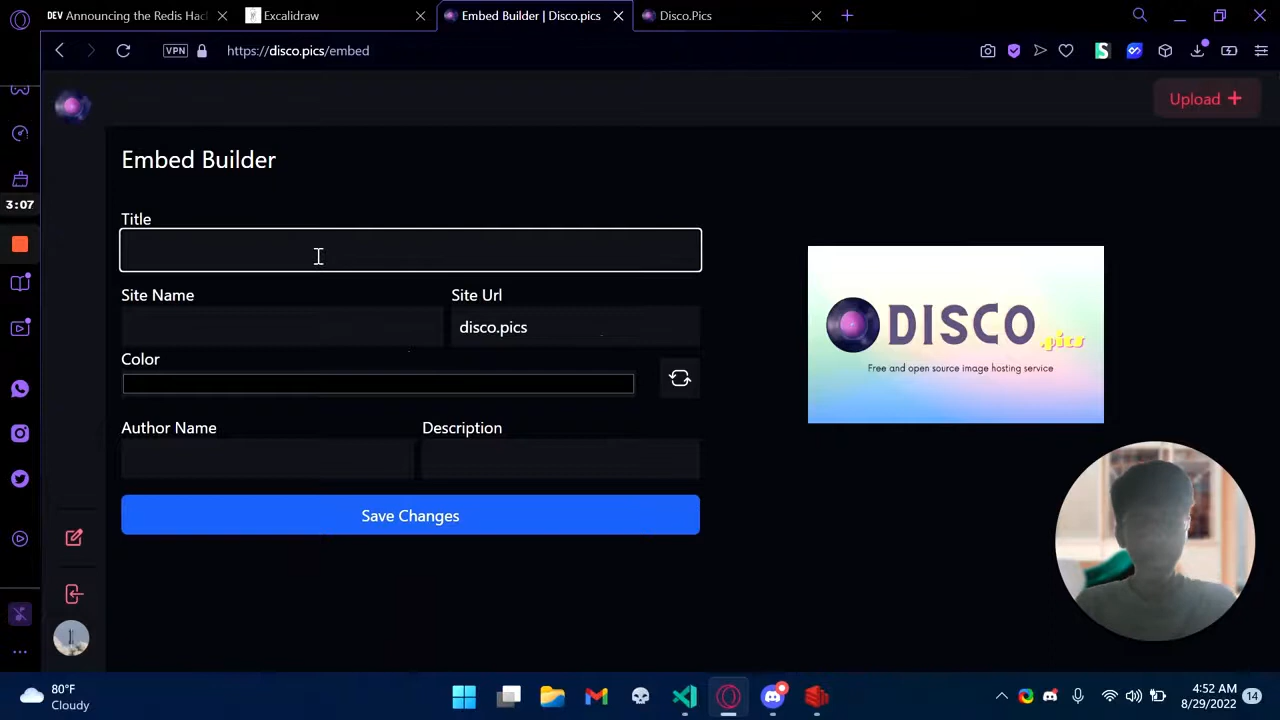 DEV Announcing the Redis Hac
Excalidraw
Embed Builder | Disco.pics
Disco.Pics
VPN
https://disco.pics/embed
Upload +
Embed Builder
Title
Site Name
Site Url
disco.pics
Color
Author Name
Description
Save Changes
DISCO.pics
Free and open source image hosting service
3:07
80°F
Cloudy
4:52 AM
8/29/2022
14